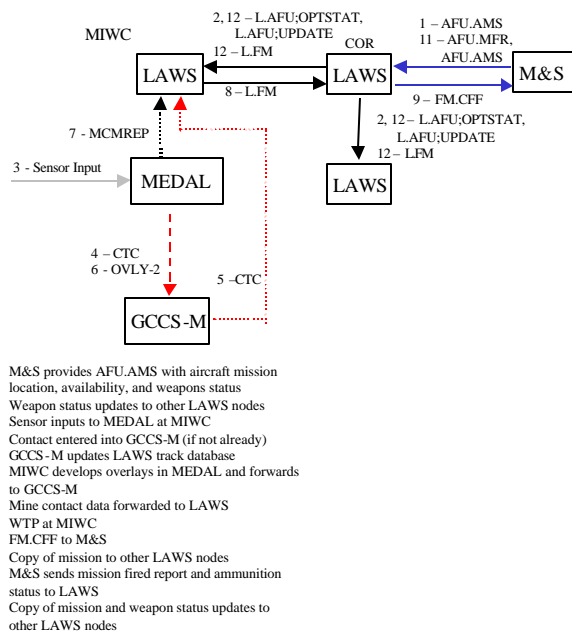 2, 12 – L.AFU;OPTSTAT,
L.AFU;UPDATE
1 – AFU.AMS
11 – AFU.MFR,
AFU.AMS
MIWC
12 – L.FM
COR
LAWS
LAWS
M&S
8 – L.FM
9 – FM.CFF
7 - MCMREP
2, 12 – L.AFU;OPTSTAT,
L.AFU;UPDATE
12 – L.FM
3 - Sensor Input
MEDAL
LAWS
4 – CTC
6 - OVLY-2
5 –CTC
GCCS-M
M&S provides AFU.AMS with aircraft mission
location, availability, and weapons status
Weapon status updates to other LAWS nodes
Sensor inputs to MEDAL at MIWC
Contact entered into GCCS-M (if not already)
GCCS-M updates LAWS track database
MIWC develops overlays in MEDAL and forwards
to GCCS-M
Mine contact data forwarded to LAWS
WTP at MIWC
FM.CFF to M&S
Copy of mission to other LAWS nodes
M&S sends mission fired report and ammunition
status to LAWS
Copy of mission and weapon status updates to
other LAWS nodes